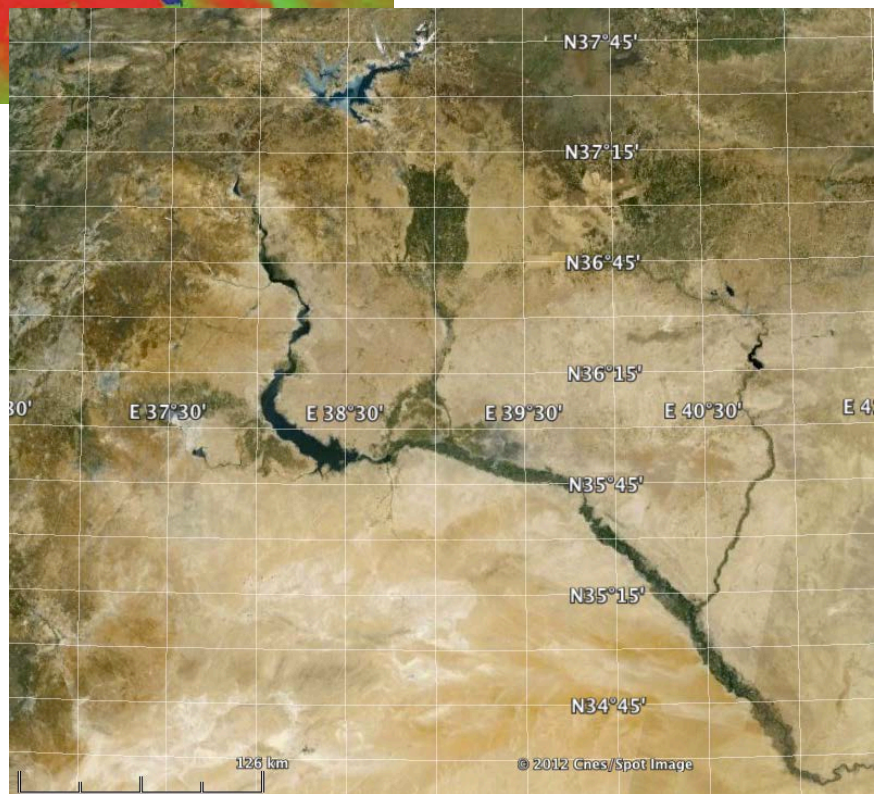 N37°45'
N37°15'
N36°45'
N36°15'
30' E 37°30' E 38°30' E 39°30' E 40°30' E 4
N35°45'
N35°15'
N34°45'
126 km © 2012 Cnes/Spot Image